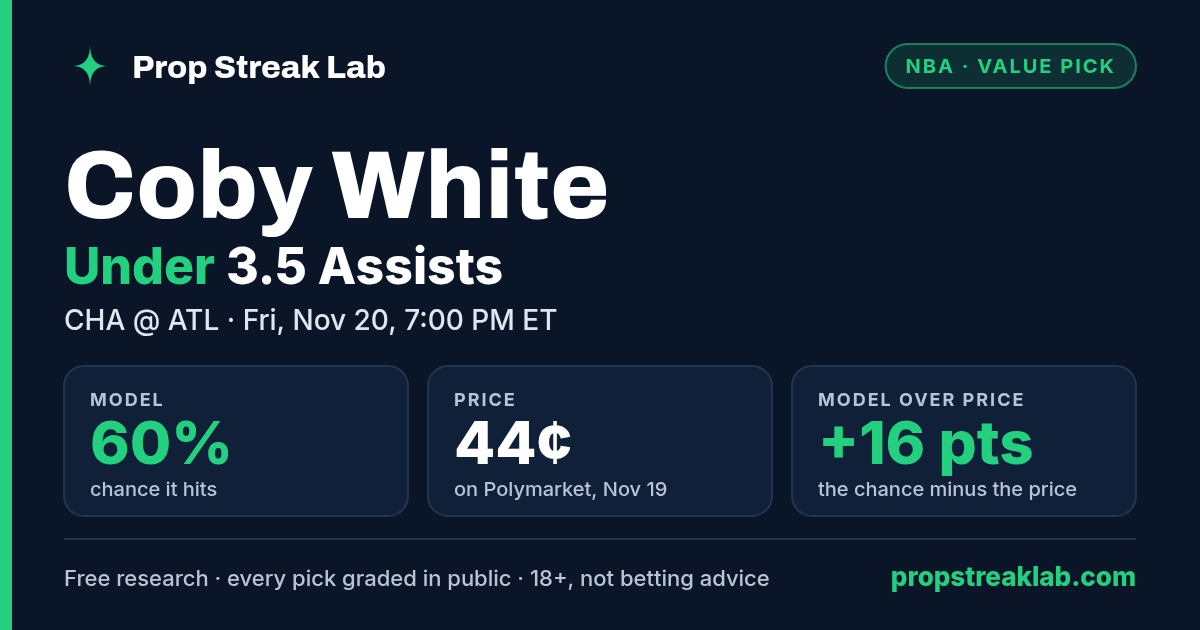 Prop Streak Lab
NBA · VALUE PICK
Coby White
Under 3.5 Assists
CHA @ ATL · Fri, Nov 20, 7:00 PM ET
MODEL
60%
chance it hits
PRICE
44¢
on Polymarket, Nov 19
MODEL OVER PRICE
+16 pts
the chance minus the price
Free research · every pick graded in public · 18+, not betting advice
propstreaklab.com